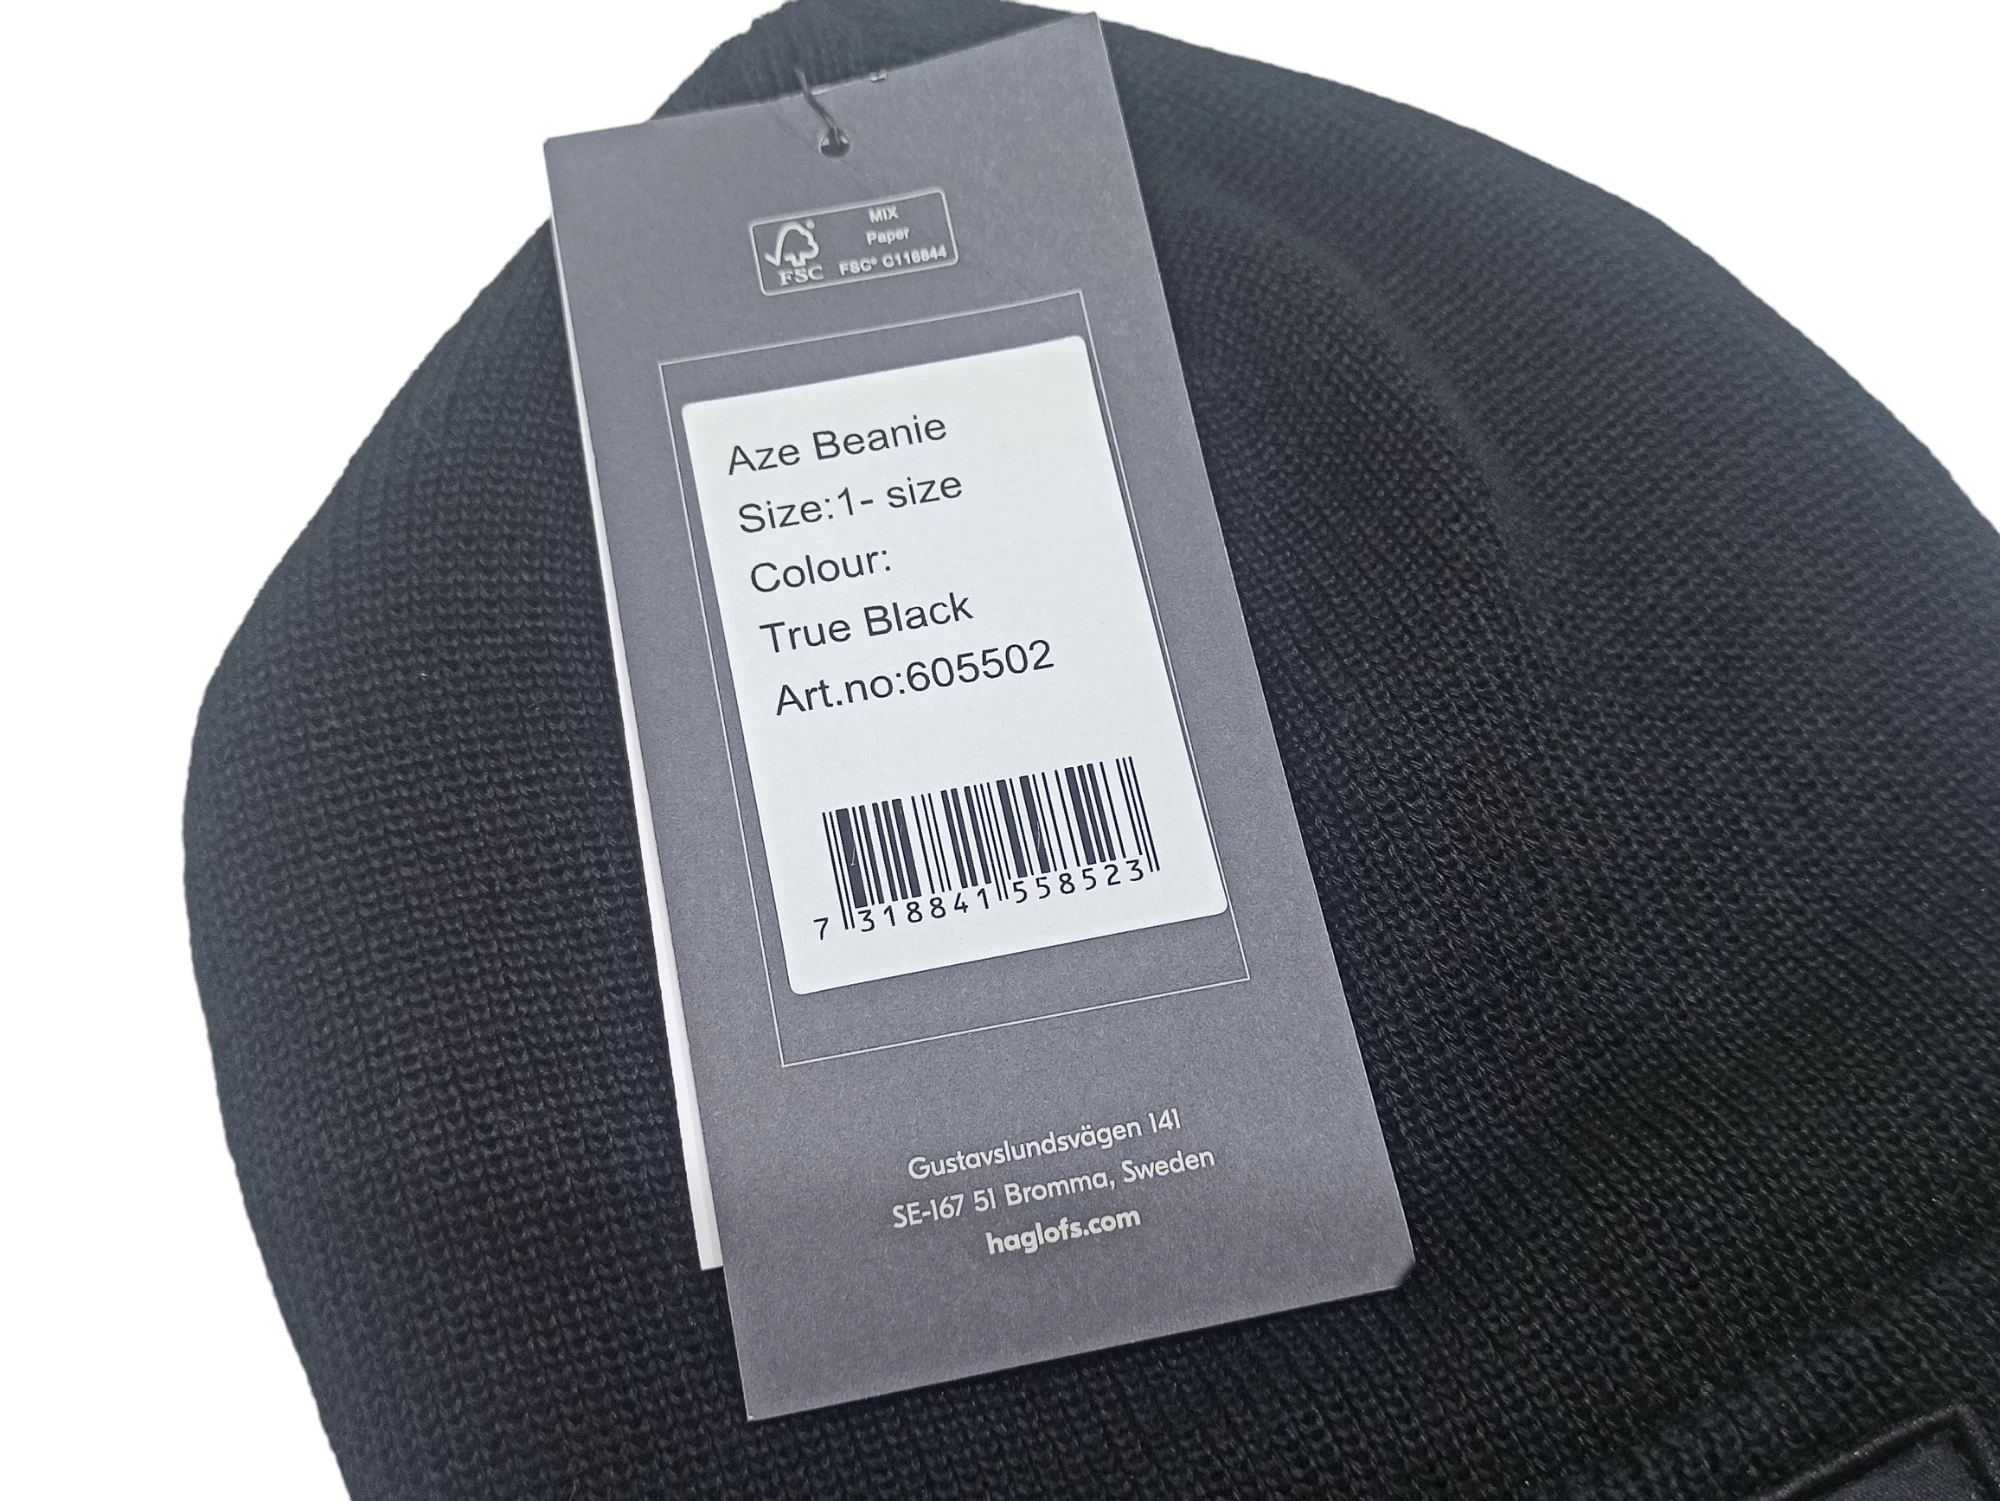 FSC
MIX
Paper
FSC® C116844
Aze Beanie
Size:1- size
Colour:
True Black
Art.no:605502
7 318841 558523
Gustavslundsvägen 141
SE-167 51 Bromma, Sweden
haglofs.com